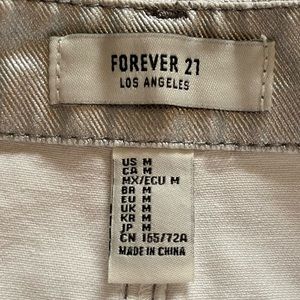 FOREVER 21
LOS ANGELES
US M
CA M
MX/ECU M
BR M
EU M
UK M
KR M
JP M
CN 165/72A
MADE IN CHINA